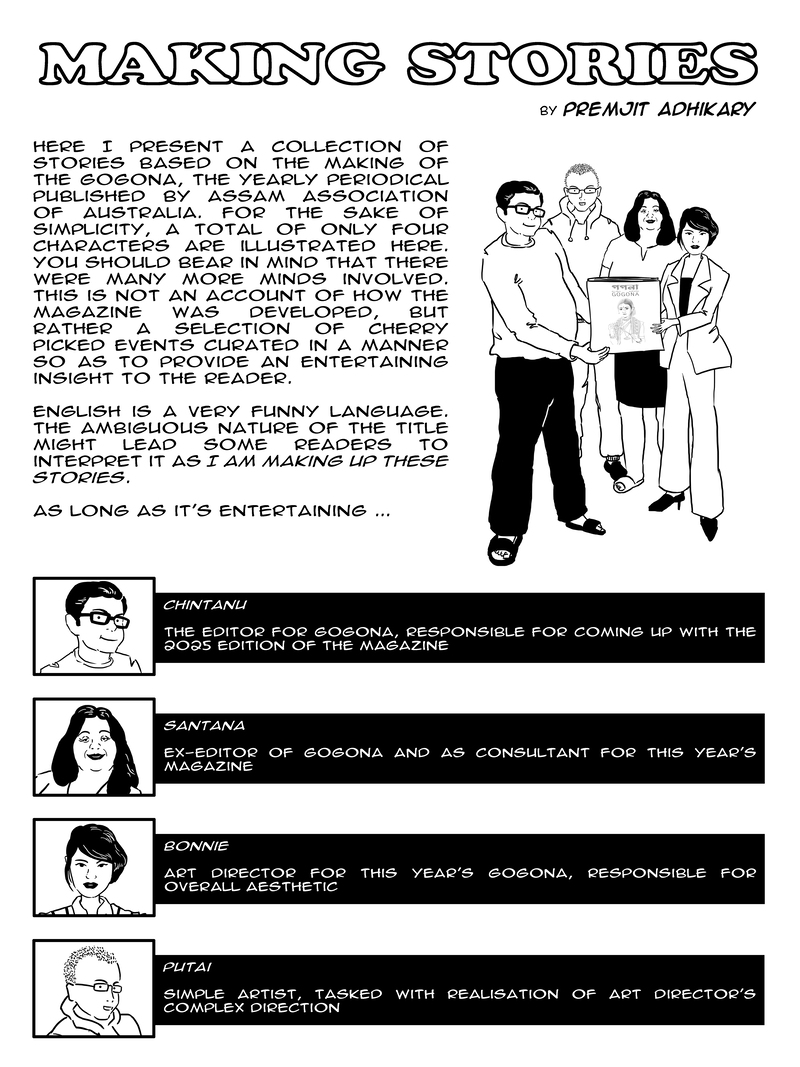 MAKING STORIES
BY PREMJIT ADHIKARY
HERE I PRESENT A COLLECTION OF
STORIES BASED ON THE MAKING OF
THE GOGONA, THE YEARLY PERIODICAL
PUBLISHED BY ASSAM ASSOCIATION
OF AUSTRALIA. FOR THE SAKE OF
SIMPLICITY, A TOTAL OF ONLY FOUR
CHARACTERS ARE ILLUSTRATED HERE.
YOU SHOULD BEAR IN MIND THAT THERE
WERE MANY MORE MINDS INVOLVED.
THIS IS NOT AN ACCOUNT OF HOW THE
MAGAZINE WAS DEVELOPED, BUT
RATHER A SELECTION OF CHERRY
PICKED EVENTS CURATED IN A MANNER
SO AS TO PROVIDE AN ENTERTAINING
INSIGHT TO THE READER.
ENGLISH IS A VERY FUNNY LANGUAGE.
THE AMBIGUOUS NATURE OF THE TITLE
MIGHT LEAD SOME READERS TO
INTERPRET IT AS I AM MAKING UP THESE
STORIES.
AS LONG AS IT'S ENTERTAINING ...
গগনা
GOGONA
CHINTANU
THE EDITOR FOR GOGONA, RESPONSIBLE FOR COMING UP WITH THE
2025 EDITION OF THE MAGAZINE
SANTANA
EX-EDITOR OF GOGONA AND AS CONSULTANT FOR THIS YEAR'S
MAGAZINE
BONNIE
ART DIRECTOR FOR THIS YEAR'S GOGONA, RESPONSIBLE FOR
OVERALL AESTHETIC
PUTAI
SIMPLE ARTIST, TASKED WITH REALISATION OF ART DIRECTOR'S
COMPLEX DIRECTION